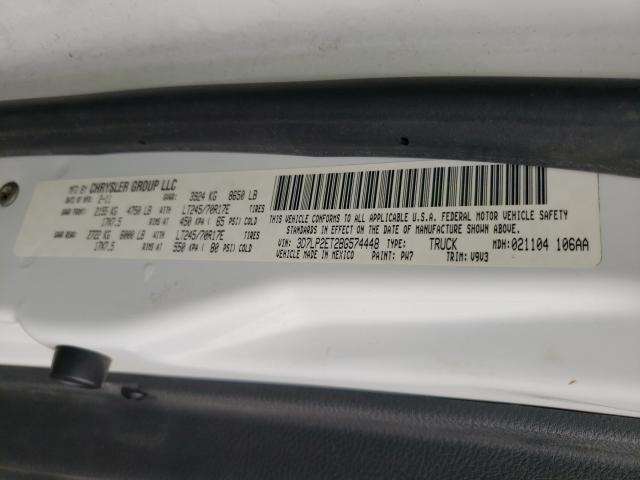 MFD BY CHRYSLER GROUP LLC
DATE OF MFR 2-11 GVWR: 3924 KG 8650 LB
GAWR FRONT: 2155 KG 4750 LB WITH LT245/70R17E TIRES
17X7.5 RIMS AT 450 KPA ( 65 PSI) COLD
GAWR REAR: 2722 KG 6000 LB WITH LT245/70R17E TIRES
17X7.5 RIMS AT 550 KPA ( 80 PSI) COLD
THIS VEHICLE CONFORMS TO ALL APPLICABLE U.S.A. FEDERAL MOTOR VEHICLE SAFETY
STANDARDS IN EFFECT ON THE DATE OF MANUFACTURE SHOWN ABOVE.
VIN: 3D7LP2ET2BG574448 TYPE: TRUCK MDH: 021104 106AA
VEHICLE MADE IN MEXICO PAINT: PW7 TRIM: V9V3